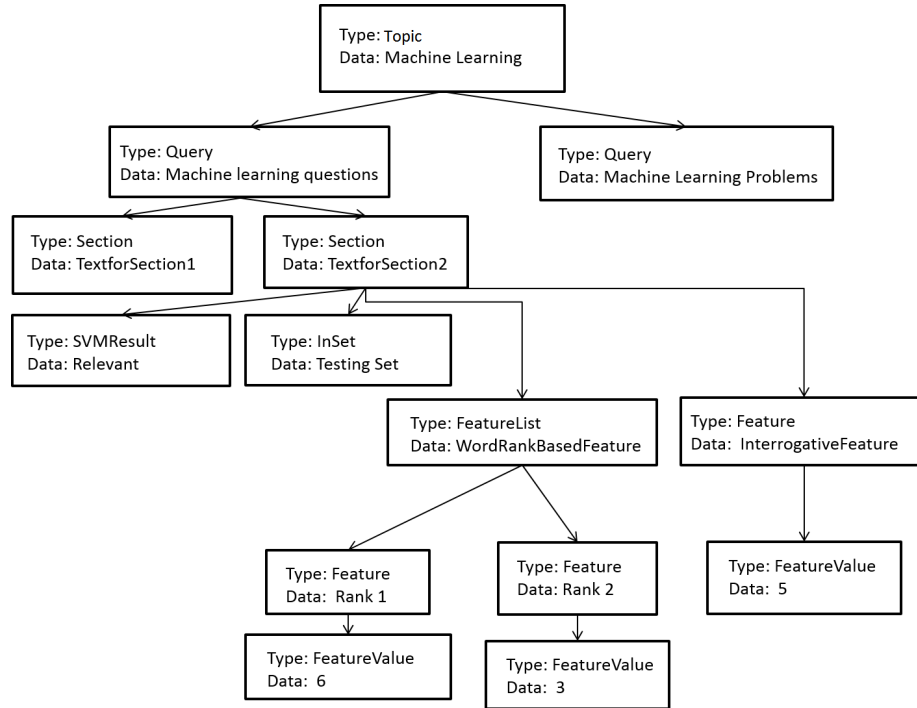 Type: Topic
Data: Machine Learning
Type: Query
Data: Machine learning questions
Type: Query
Data: Machine Learning Problems
Type: Section
Data: TextforSection1
Type: Section
Data: TextforSection2
Type: SVMResult
Data: Relevant
Type: InSet
Data: Testing Set
Type: FeatureList
Data: WordRankBasedFeature
Type: Feature
Data: InterrogativeFeature
Type: Feature
Data: Rank 1
Type: Feature
Data: Rank 2
Type: FeatureValue
Data: 5
Type: FeatureValue
Data: 6
Type: FeatureValue
Data: 3